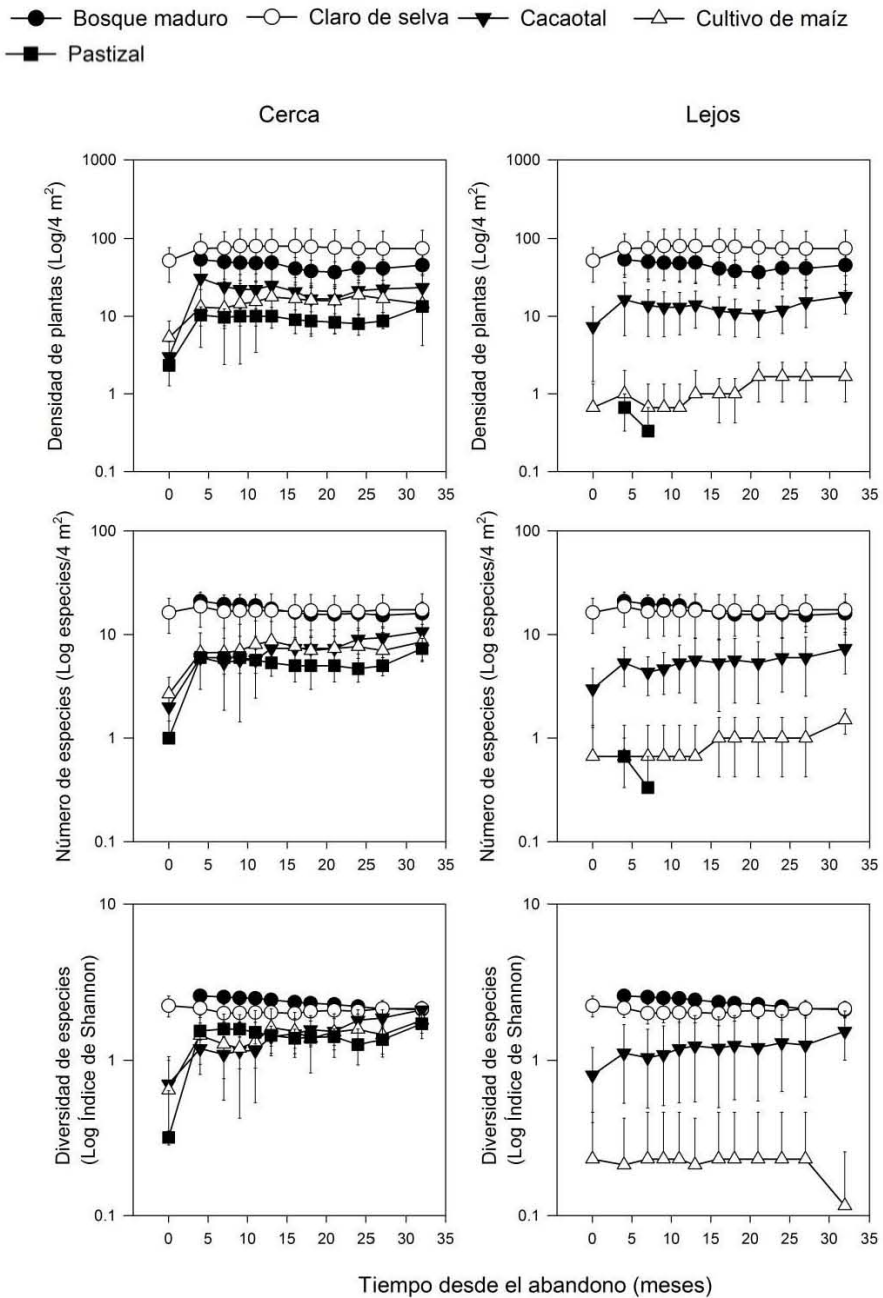 Bosque maduro Claro de selva Cacaotal Cultivo de maíz
Pastizal
Cerca
Lejos
Densidad de plantas (Log/4 m²)
1000
100
10
1
0.1
0 5 10 15 20 25 30 35
Densidad de plantas (Log/4 m²)
1000
100
10
1
0.1
0 5 10 15 20 25 30 35
Número de especies (Log especies/4 m²)
100
10
1
0.1
0 5 10 15 20 25 30 35
Número de especies (Log especies/4 m²)
100
10
1
0.1
0 5 10 15 20 25 30 35
Diversidad de especies
(Log Índice de Shannon)
10
1
0.1
0 5 10 15 20 25 30 35
Diversidad de especies
(Log Índice de Shannon)
10
1
0.1
0 5 10 15 20 25 30 35
Tiempo desde el abandono (meses)